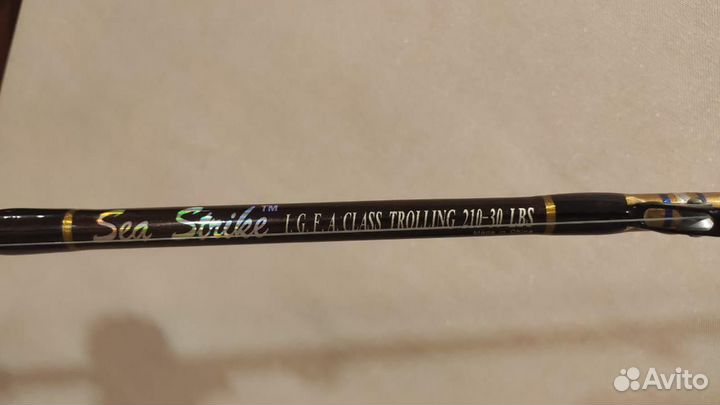 Sea Strike™ I.G.F.A. CLASS TROLLING 210-30 LBS
Made in China
Avito